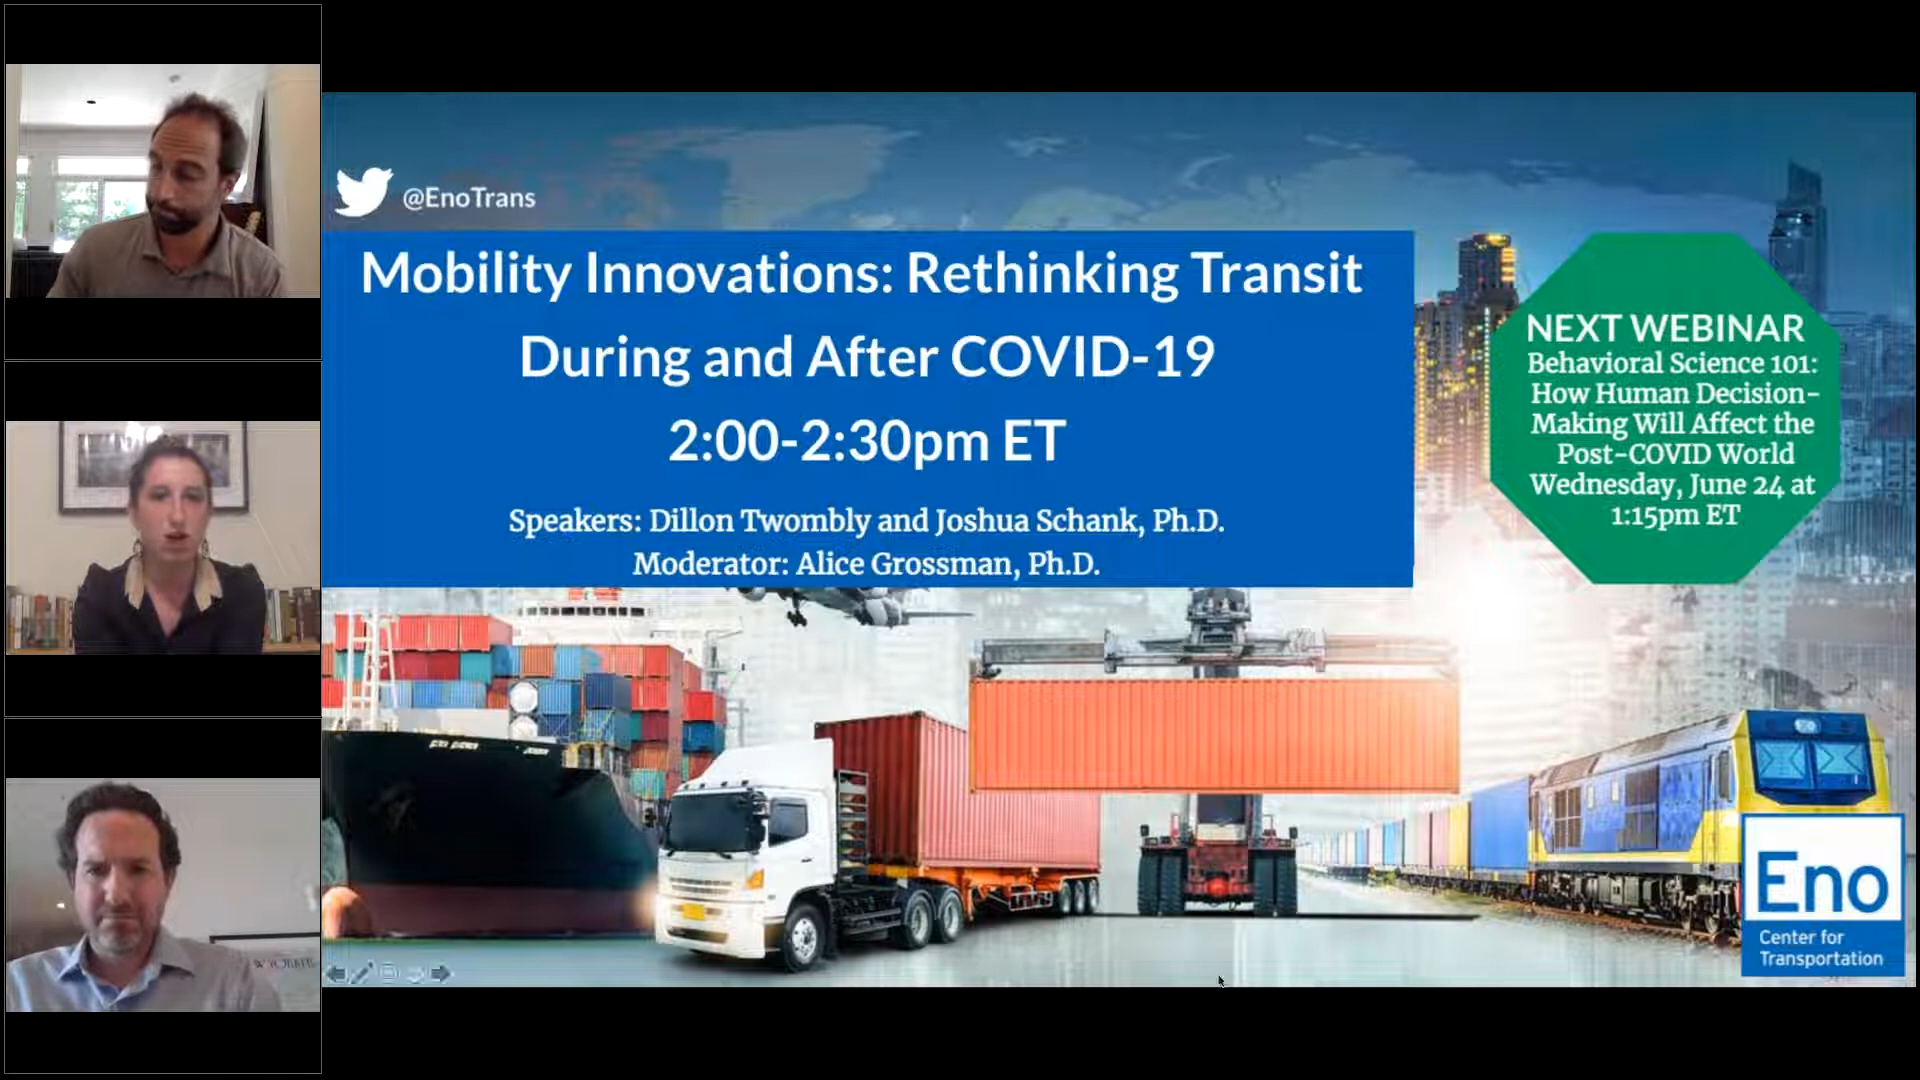 @EnoTrans
Mobility Innovations: Rethinking Transit
During and After COVID-19
2:00-2:30pm ET
Speakers: Dillon Twombly and Joshua Schank, Ph.D.
Moderator: Alice Grossman, Ph.D.
NEXT WEBINAR
Behavioral Science 101:
How Human Decision-
Making Will Affect the
Post-COVID World
Wednesday, June 24 at
1:15pm ET
Eno
Center for
Transportation